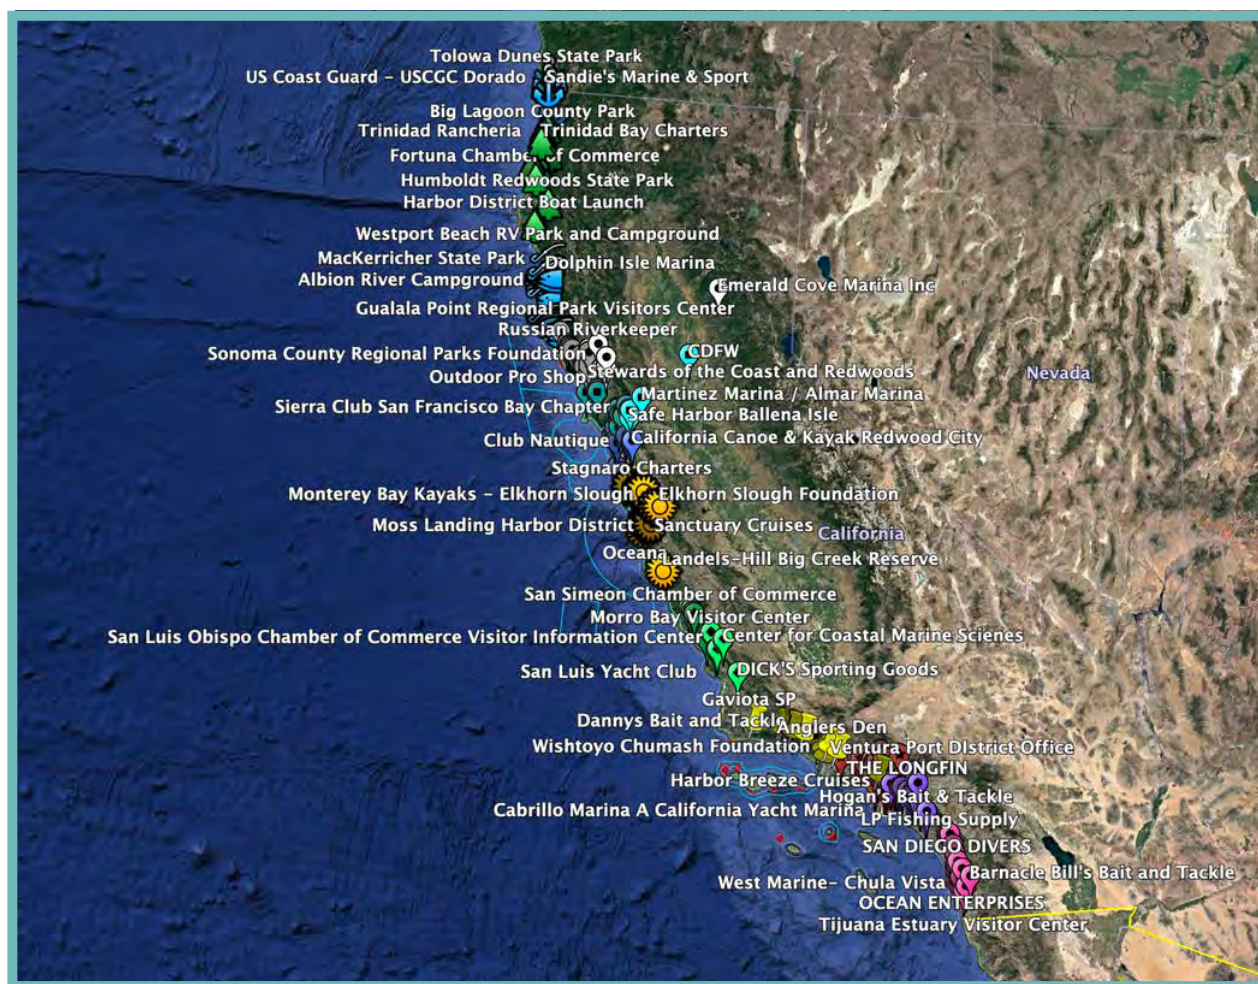 Tolowa Dunes State Park
US Coast Guard - USCGC Dorado
Sandie's Marine & Sport
Big Lagoon County Park
Trinidad Rancheria
Trinidad Bay Charters
Fortuna Chamber of Commerce
Humboldt Redwoods State Park
Harbor District Boat Launch
Westport Beach RV Park and Campground
MacKerricher State Park
Dolphin Isle Marina
Albion River Campground
Emerald Cove Marina Inc
Gualala Point Regional Park Visitors Center
Russian Riverkeeper
Sonoma County Regional Parks Foundation
CDFW
Stewards of the Coast and Redwoods
Outdoor Pro Shop
Nevada
Martinez Marina / Almar Marina
Sierra Club San Francisco Bay Chapter
Safe Harbor Ballena Isle
Club Nautique
California Canoe & Kayak Redwood City
Stagnaro Charters
Monterey Bay Kayaks - Elkhorn Slough
Elkhorn Slough Foundation
Moss Landing Harbor District
Sanctuary Cruises
California
Oceana
Landels-Hill Big Creek Reserve
San Simeon Chamber of Commerce
Morro Bay Visitor Center
San Luis Obispo Chamber of Commerce Visitor Information Center
Center for Coastal Marine Scienes
San Luis Yacht Club
DICK'S Sporting Goods
Gaviota SP
Dannys Bait and Tackle
Anglers Den
Wishtoyo Chumash Foundation
Ventura Port DIstrict Office
THE LONGFIN
Harbor Breeze Cruises
Hogan's Bait & Tackle
Cabrillo Marina A California Yacht Marina
LP Fishing Supply
SAN DIEGO DIVERS
Barnacle Bill's Bait and Tackle
West Marine- Chula Vista
OCEAN ENTERPRISES
Tijuana Estuary Visitor Center